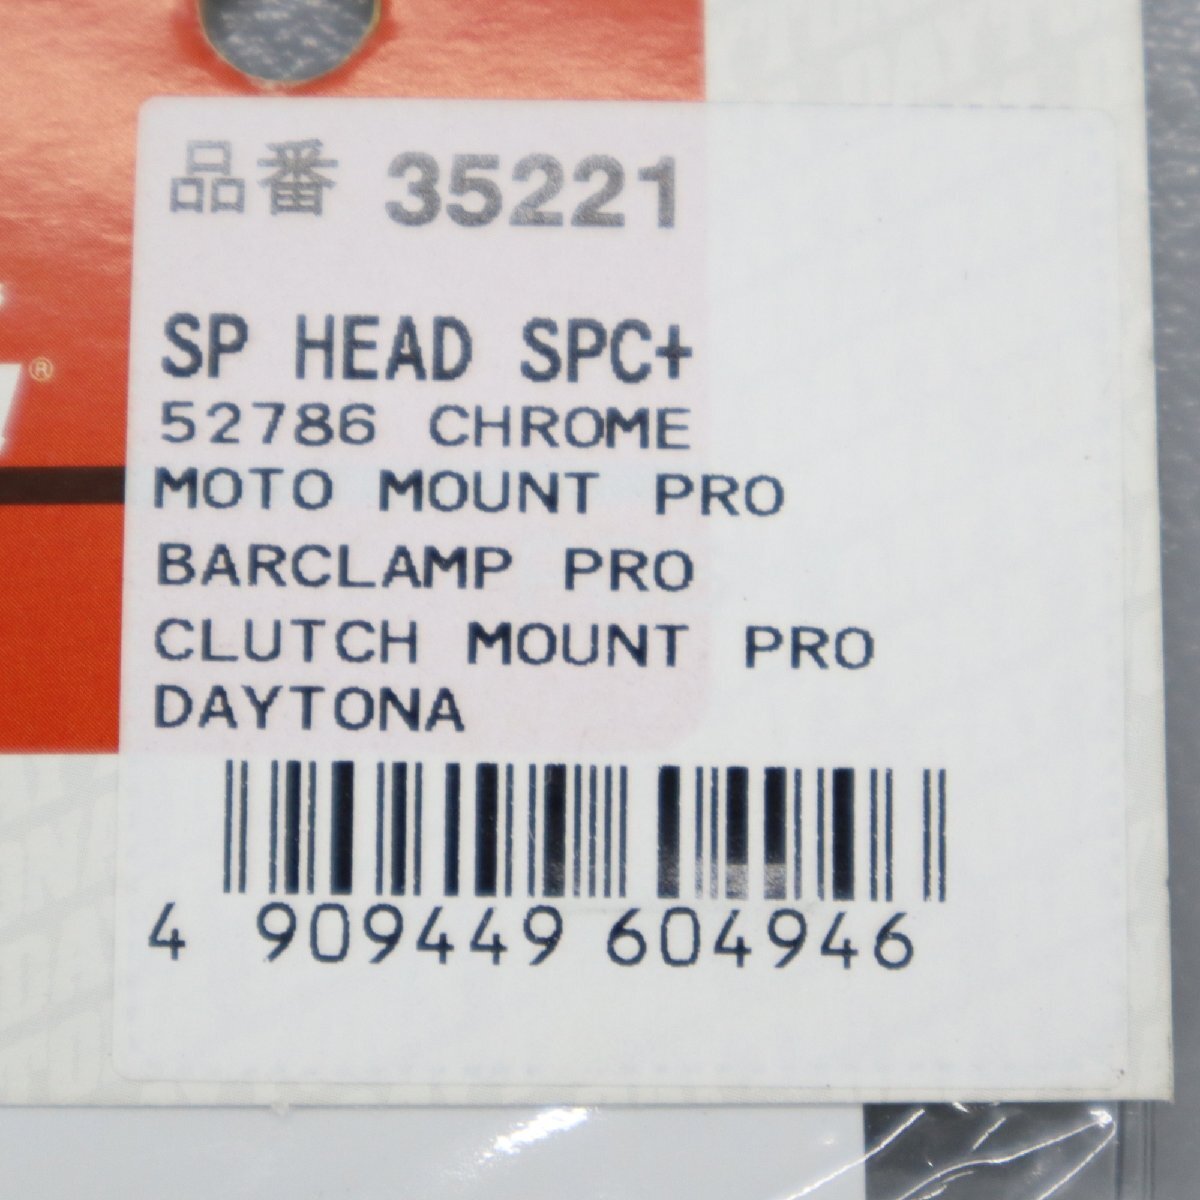 品番 35221
SP HEAD SPC+
52786 CHROME
MOTO MOUNT PRO
BARCLAMP PRO
CLUTCH MOUNT PRO
DAYTONA
4 909449 604946
®